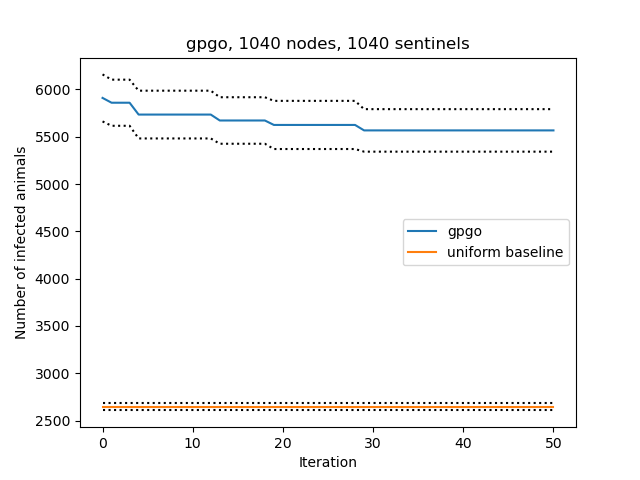 gpgo, 1040 nodes, 1040 sentinels
6000
5500
5000
4500
4000
3500
3000
2500
Number of infected animals
gpgo
uniform baseline
0 10 20 30 40 50
Iteration